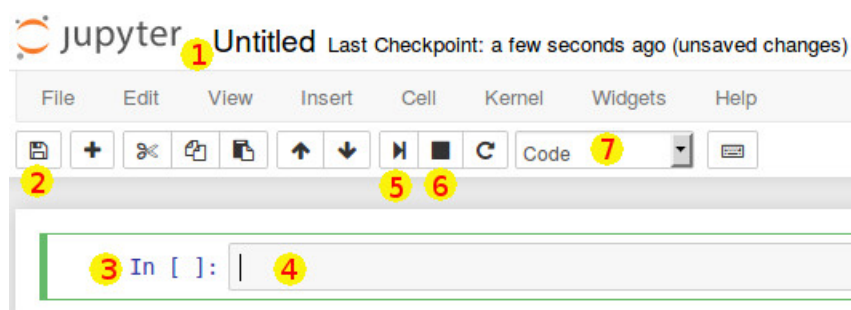 jupyter 1 Untitled Last Checkpoint: a few seconds ago (unsaved changes)
File Edit View Insert Cell Kernel Widgets Help
Code 7
2 5 6
3 In [ ]: 4